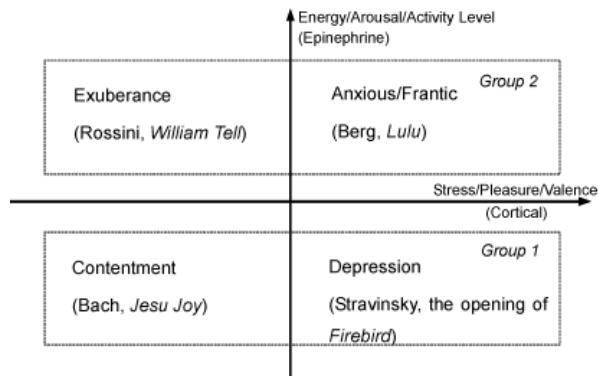 Energy/Arousal/Activity Level
(Epinephrine)
Group 2
Exuberance
Anxious/Frantic
(Rossini, William Tell)
(Berg, Lulu)
Stress/Pleasure/Valence
(Cortical)
Group 1
Contentment
Depression
(Bach, Jesu Joy)
(Stravinsky, the opening of
Firebird)